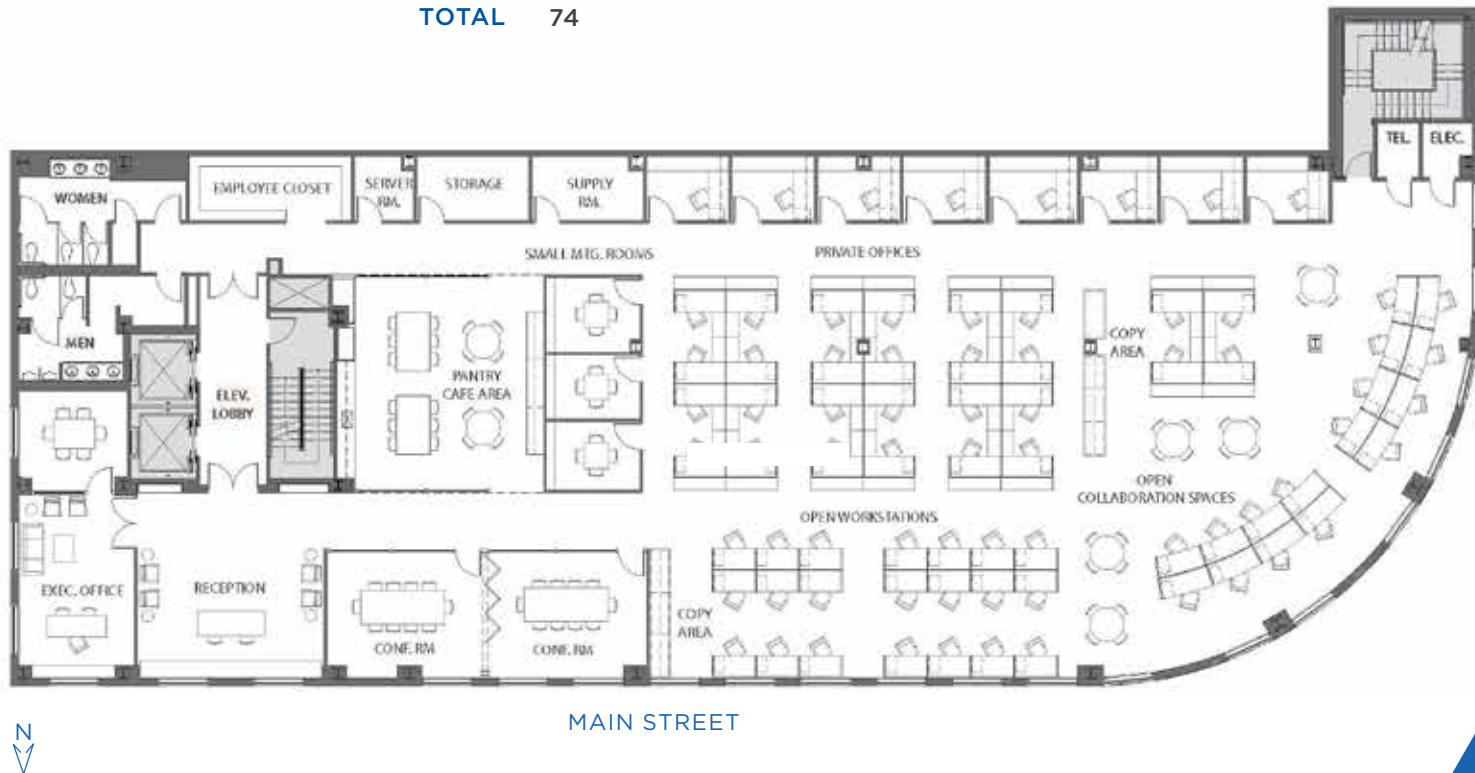 TOTAL 74
TEL. ELEC.
WOMEN
EMPLOYEE CLOSET
SERVER
RM.
STORAGE
SUPPLY
RM.
SMALL MTG. ROOMS
PRIVATE OFFICES
MEN
ELEV.
LOBBY
PANTRY
CAFE AREA
COPY
AREA
OPEN
COLLABORATION SPACES
OPEN WORKSTATIONS
EXEC. OFFICE
RECEPTION
CONF. RM
CONF. RM
COPY
AREA
MAIN STREET
N